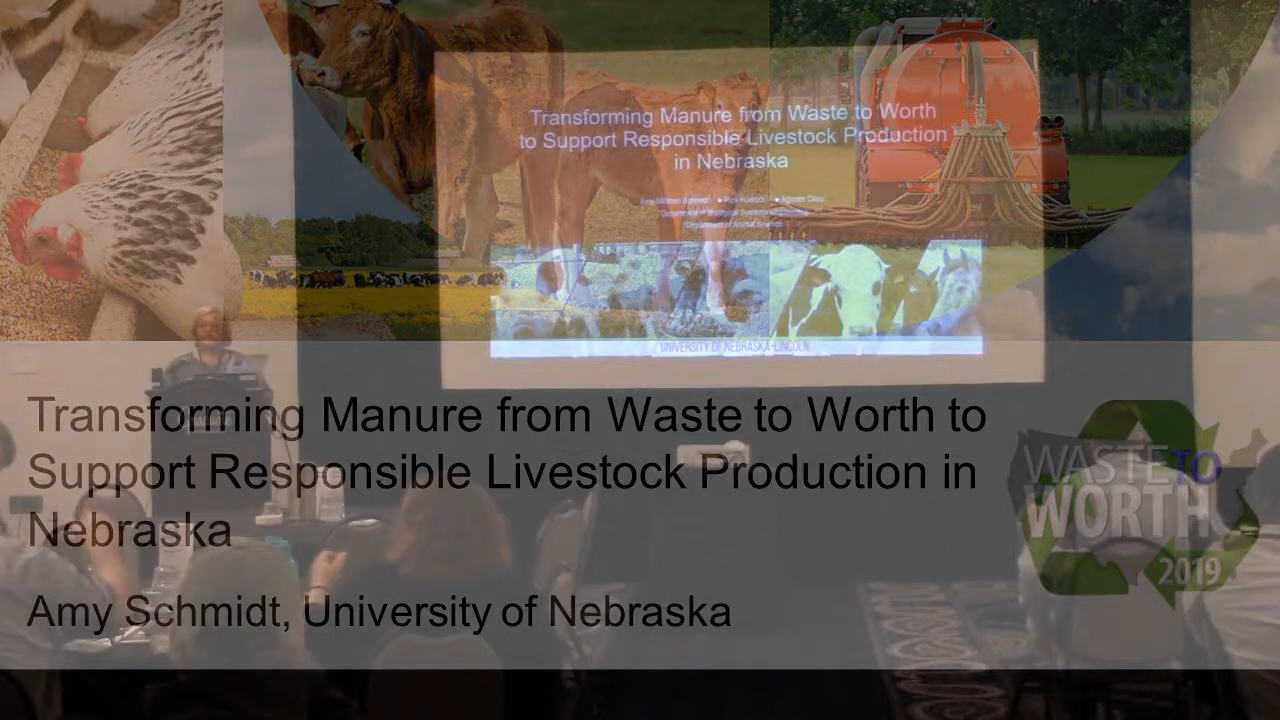 Transforming Manure from Waste to Worth
to Support Responsible Livestock Production
in Nebraska
UNIVERSITY OF NEBRASKA-LINCOLN
Transforming Manure from Waste to Worth to
Support Responsible Livestock Production in
Nebraska
Amy Schmidt, University of Nebraska
WASTE TO
WORTH
2019